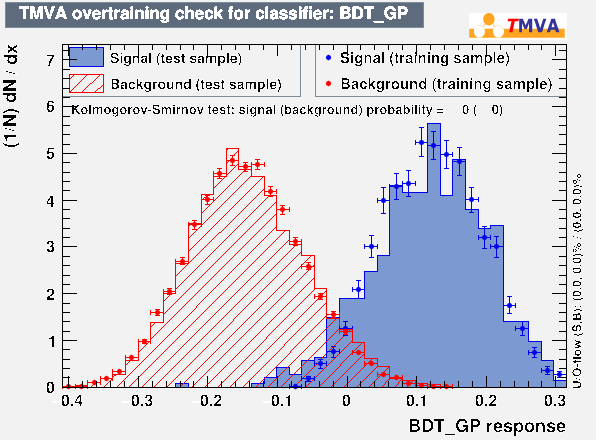 TMVA overtraining check for classifier: BDT_GP
TMVA
Signal (test sample)
Background (test sample)
Signal (training sample)
Background (training sample)
Kolmogorov-Smirnov test: signal (background) probability = 0 ( 0)
(1/N) dN / dx
7
6
5
4
3
2
1
0
-0.4 -0.3 -0.2 -0.1 0 0.1 0.2 0.3
BDT_GP response
U/O-flow (S,B): (0.0, 0.0)% / (0.0, 0.0)%